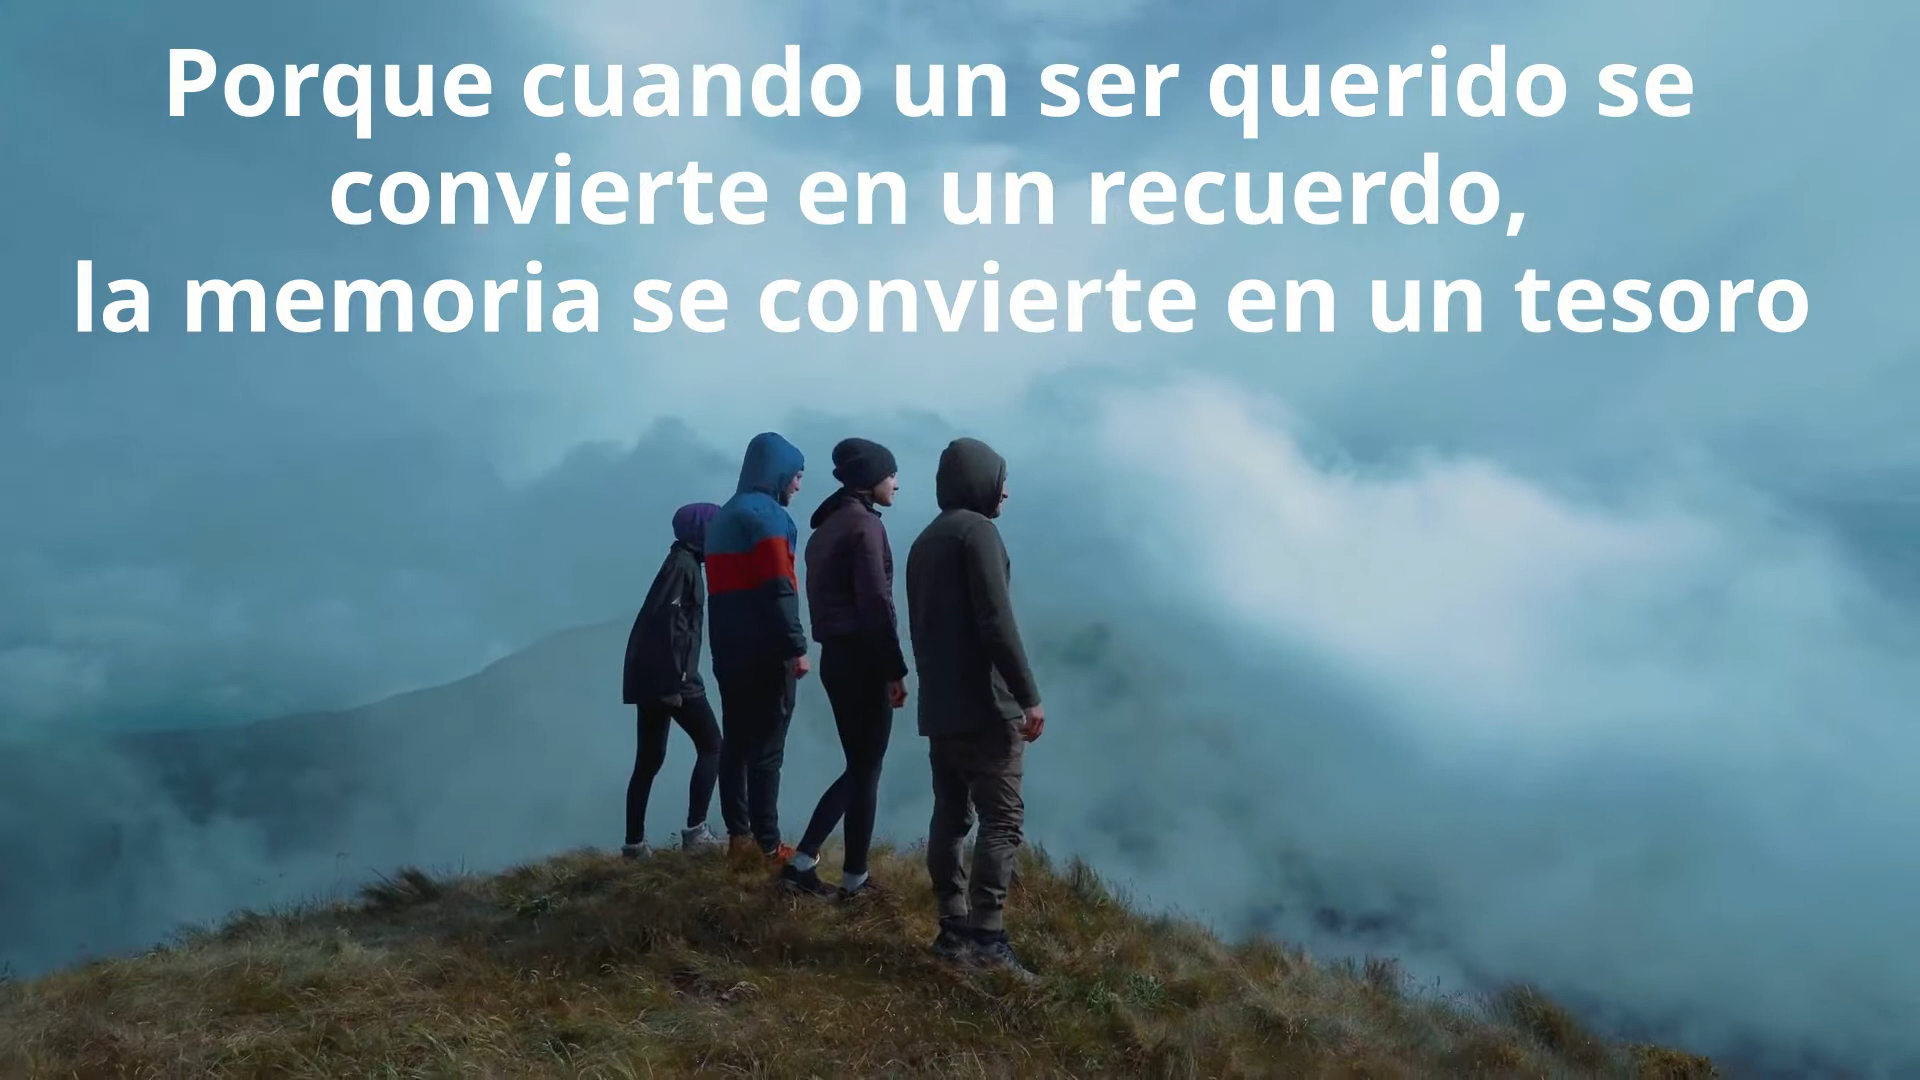 Porque cuando un ser querido se
convierte en un recuerdo,
la memoria se convierte en un tesoro